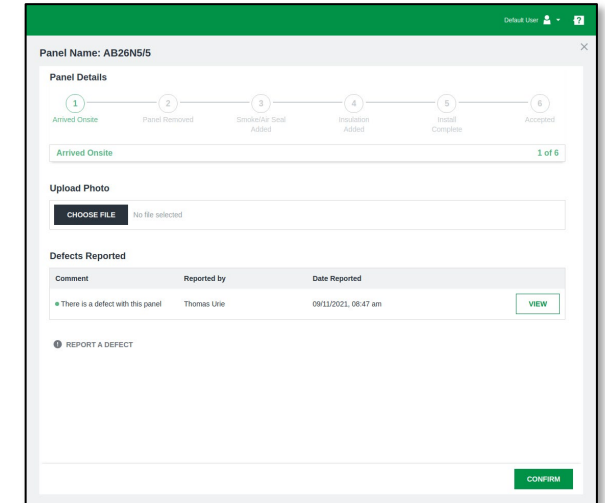 Default User
?
Panel Name: AB26N5/5
×
Panel Details
1 2 3 4 5 6
Arrived Onsite Panel Removed Smoke/Air Seal Insulation Install Accepted
Added Added Complete
Arrived Onsite 1 of 6
Upload Photo
CHOOSE FILE No file selected
Defects Reported
Comment Reported by Date Reported
There is a defect with this panel Thomas Urie 09/11/2021, 08:47 am VIEW
! REPORT A DEFECT
CONFIRM